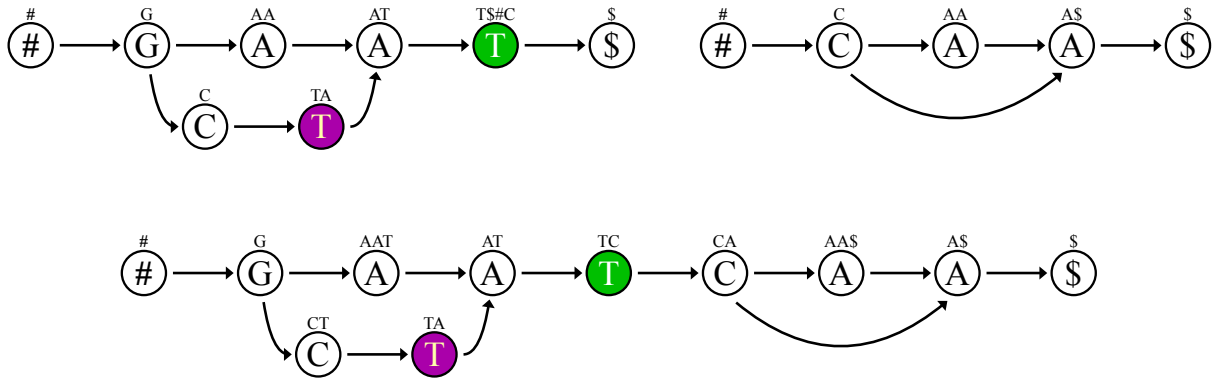 # G AA AT T$#C $
# G A A T $
C TA
C T
# C AA A$ $
# C A A $
# G AAT AT TC CA AA$ A$ $
# G A A T C A A $
CT TA
C T